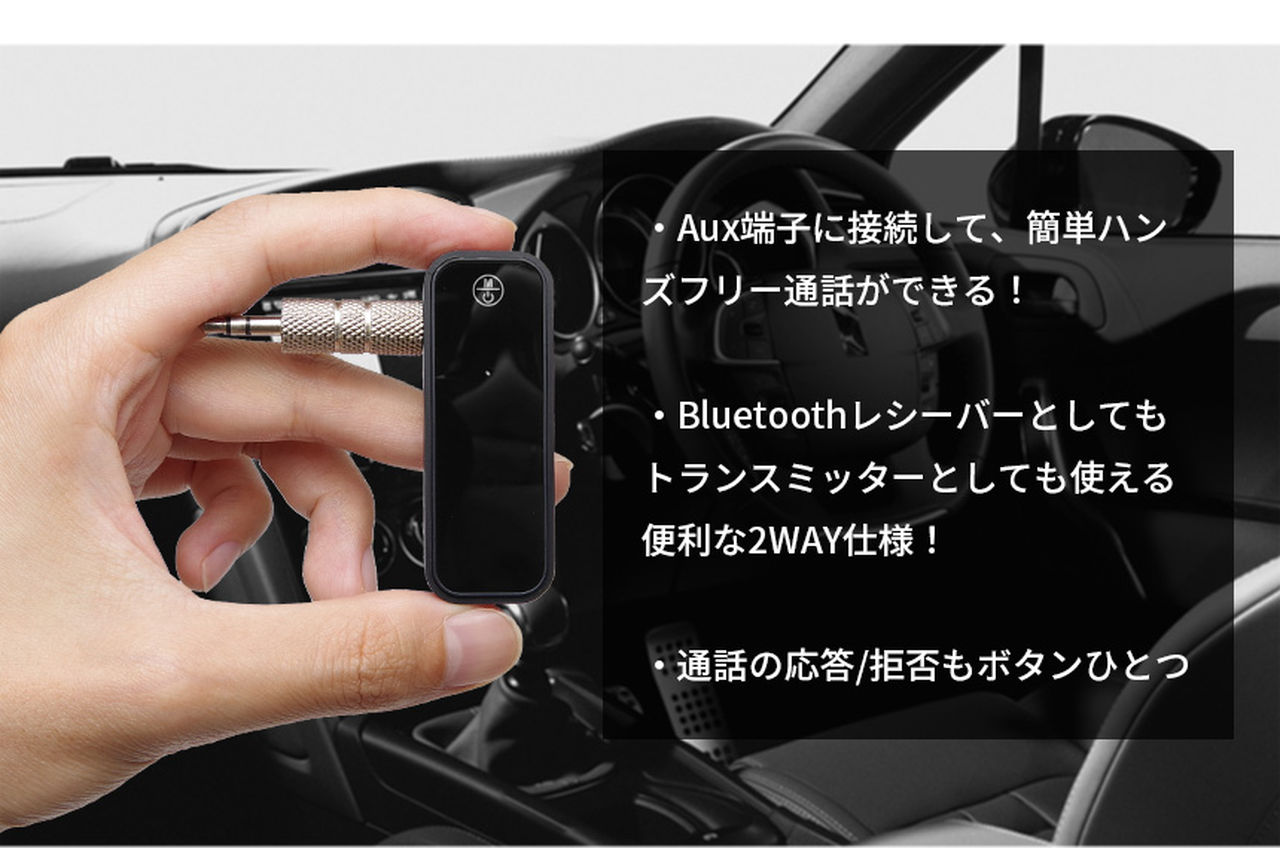 M
・Aux端子に接続して、簡単ハン
ズフリー通話ができる！
・Bluetoothレシーバーとしても
トランスミッターとしても使える
便利な2WAY仕様！
・通話の応答/拒否もボタンひとつ